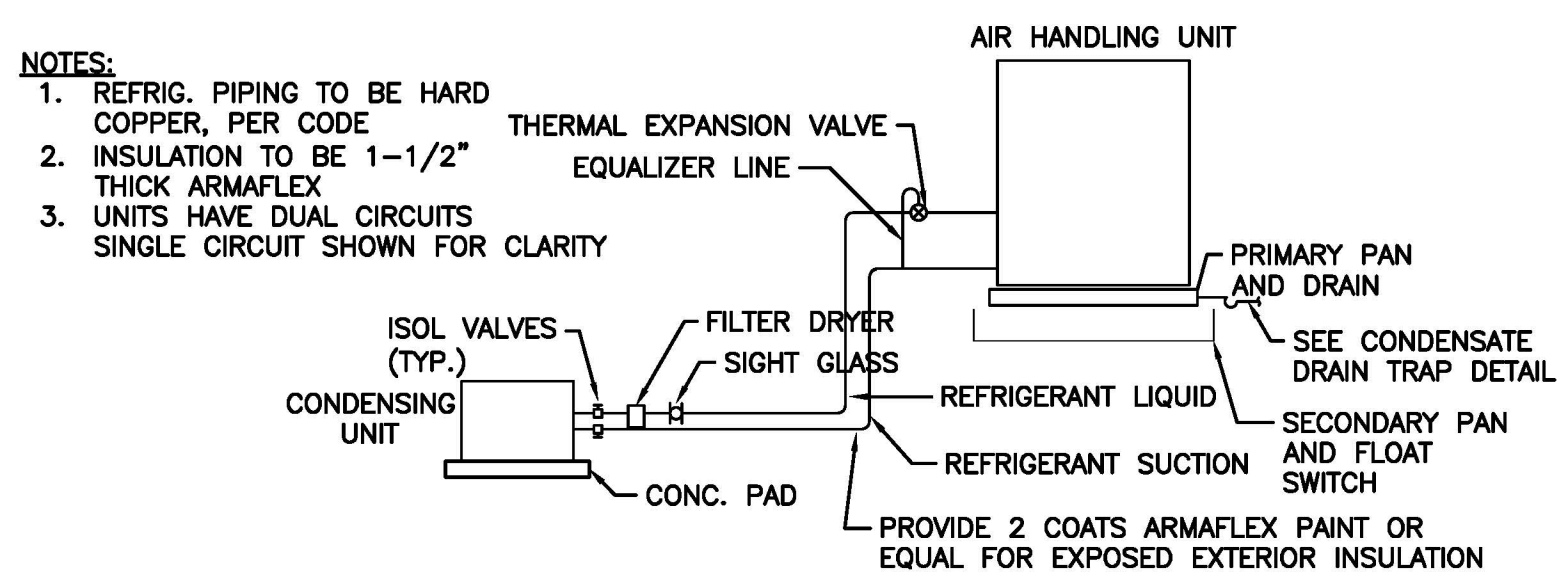 AIR HANDLING UNIT
NOTES:
1. REFRIG. PIPING TO BE HARD
COPPER, PER CODE
2. INSULATION TO BE 1-1/2"
THICK ARMAFLEX
3. UNITS HAVE DUAL CIRCUITS
SINGLE CIRCUIT SHOWN FOR CLARITY
THERMAL EXPANSION VALVE
EQUALIZER LINE
PRIMARY PAN
AND DRAIN
ISOL VALVES
(TYP.)
FILTER DRYER
SIGHT GLASS
SEE CONDENSATE
DRAIN TRAP DETAIL
CONDENSING
UNIT
REFRIGERANT LIQUID
SECONDARY PAN
AND FLOAT
SWITCH
REFRIGERANT SUCTION
CONC. PAD
PROVIDE 2 COATS ARMAFLEX PAINT OR
EQUAL FOR EXPOSED EXTERIOR INSULATION